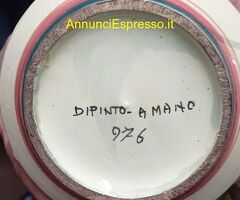 AnnunciEspresso.it
DIPINTO-A MANO
976